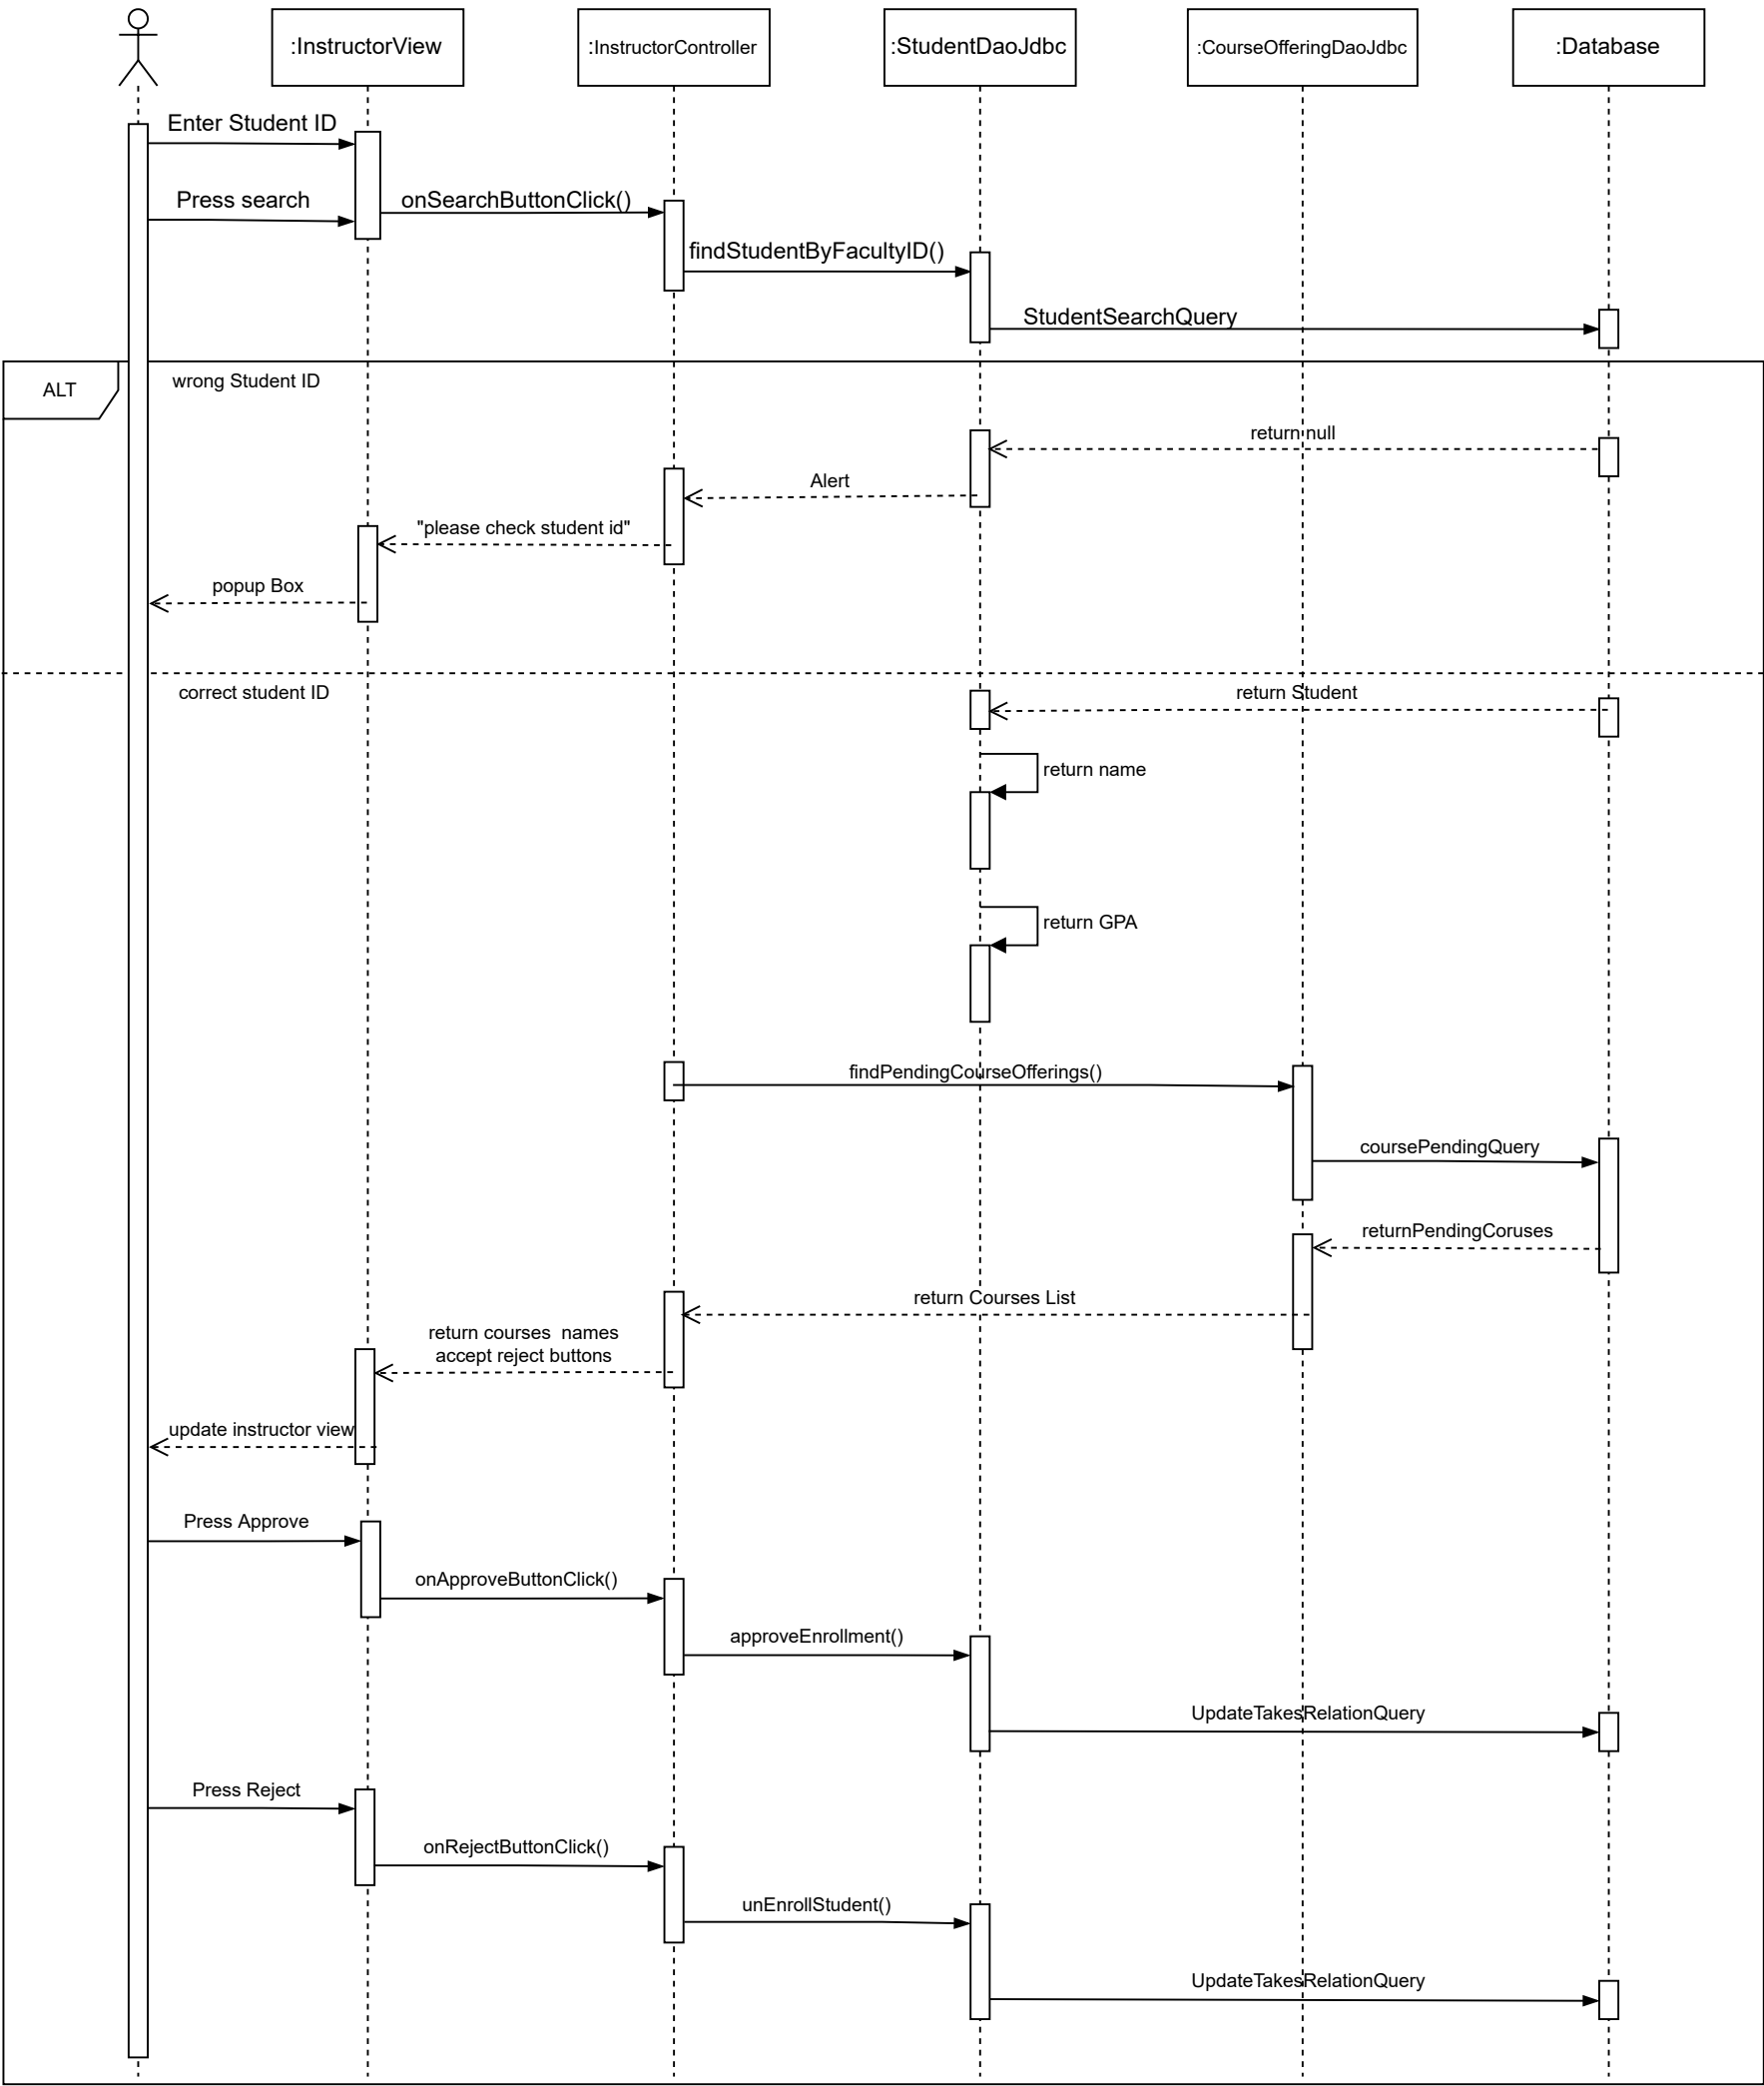 :InstructorView
:InstructorController
:StudentDaoJdbc
:CourseOfferingDaoJdbc
:Database
Enter Student ID
Press search
onSearchButtonClick()
findStudentByFacultyID()
StudentSearchQuery
ALT
wrong Student ID
return null
Alert
"please check student id"
popup Box
correct student ID
return Student
return name
return GPA
findPendingCourseOfferings()
coursePendingQuery
returnPendingCoruses
return Courses List
return courses  names
accept reject buttons
update instructor view
Press Approve
onApproveButtonClick()
approveEnrollment()
UpdateTakesRelationQuery
Press Reject
onRejectButtonClick()
unEnrollStudent()
UpdateTakesRelationQuery